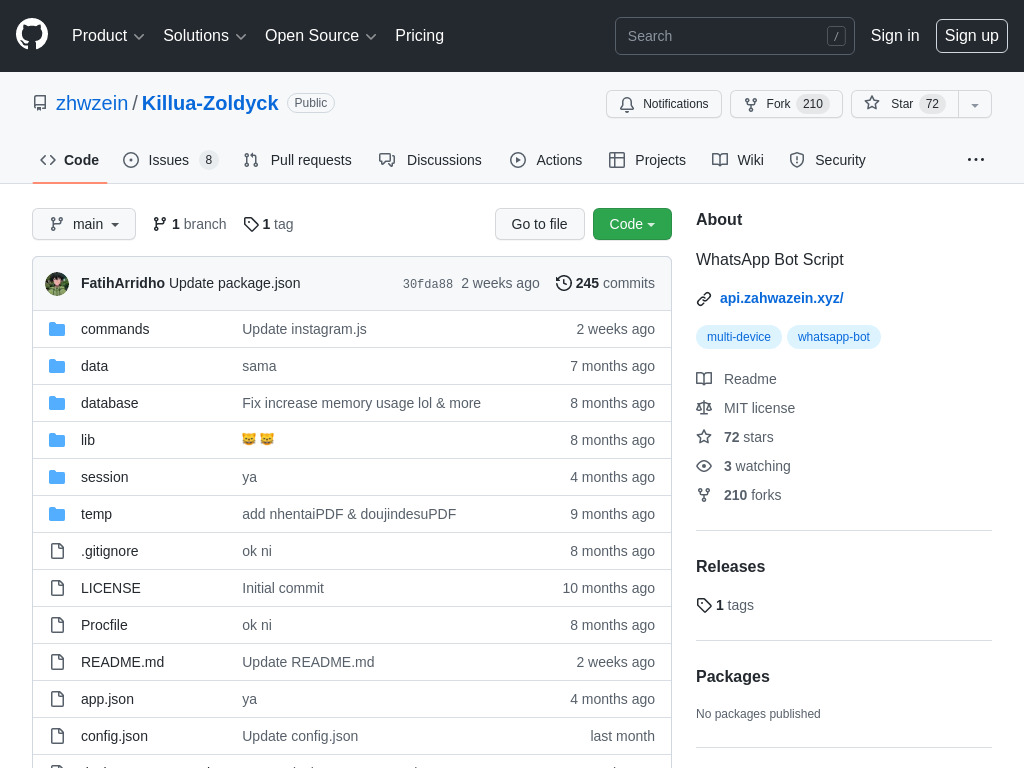 Product Solutions Open Source Pricing Search / Sign in Sign up
zhwzein / Killua-Zoldyck Public Notifications Fork 210 Star 72
Code Issues 8 Pull requests Discussions Actions Projects Wiki Security
main 1 branch 1 tag Go to file Code
FatihArridho Update package.json 30fda88 2 weeks ago 245 commits
commands Update instagram.js 2 weeks ago
data sama 7 months ago
database Fix increase memory usage lol & more 8 months ago
lib 😸 😸 8 months ago
session ya 4 months ago
temp add nhentaiPDF & doujindesuPDF 9 months ago
.gitignore ok ni 8 months ago
LICENSE Initial commit 10 months ago
Procfile ok ni 8 months ago
README.md Update README.md 2 weeks ago
app.json ya 4 months ago
config.json Update config.json last month
About
WhatsApp Bot Script
api.zahwazein.xyz/
multi-device whatsapp-bot
Readme
MIT license
72 stars
3 watching
210 forks
Releases
1 tags
Packages
No packages published